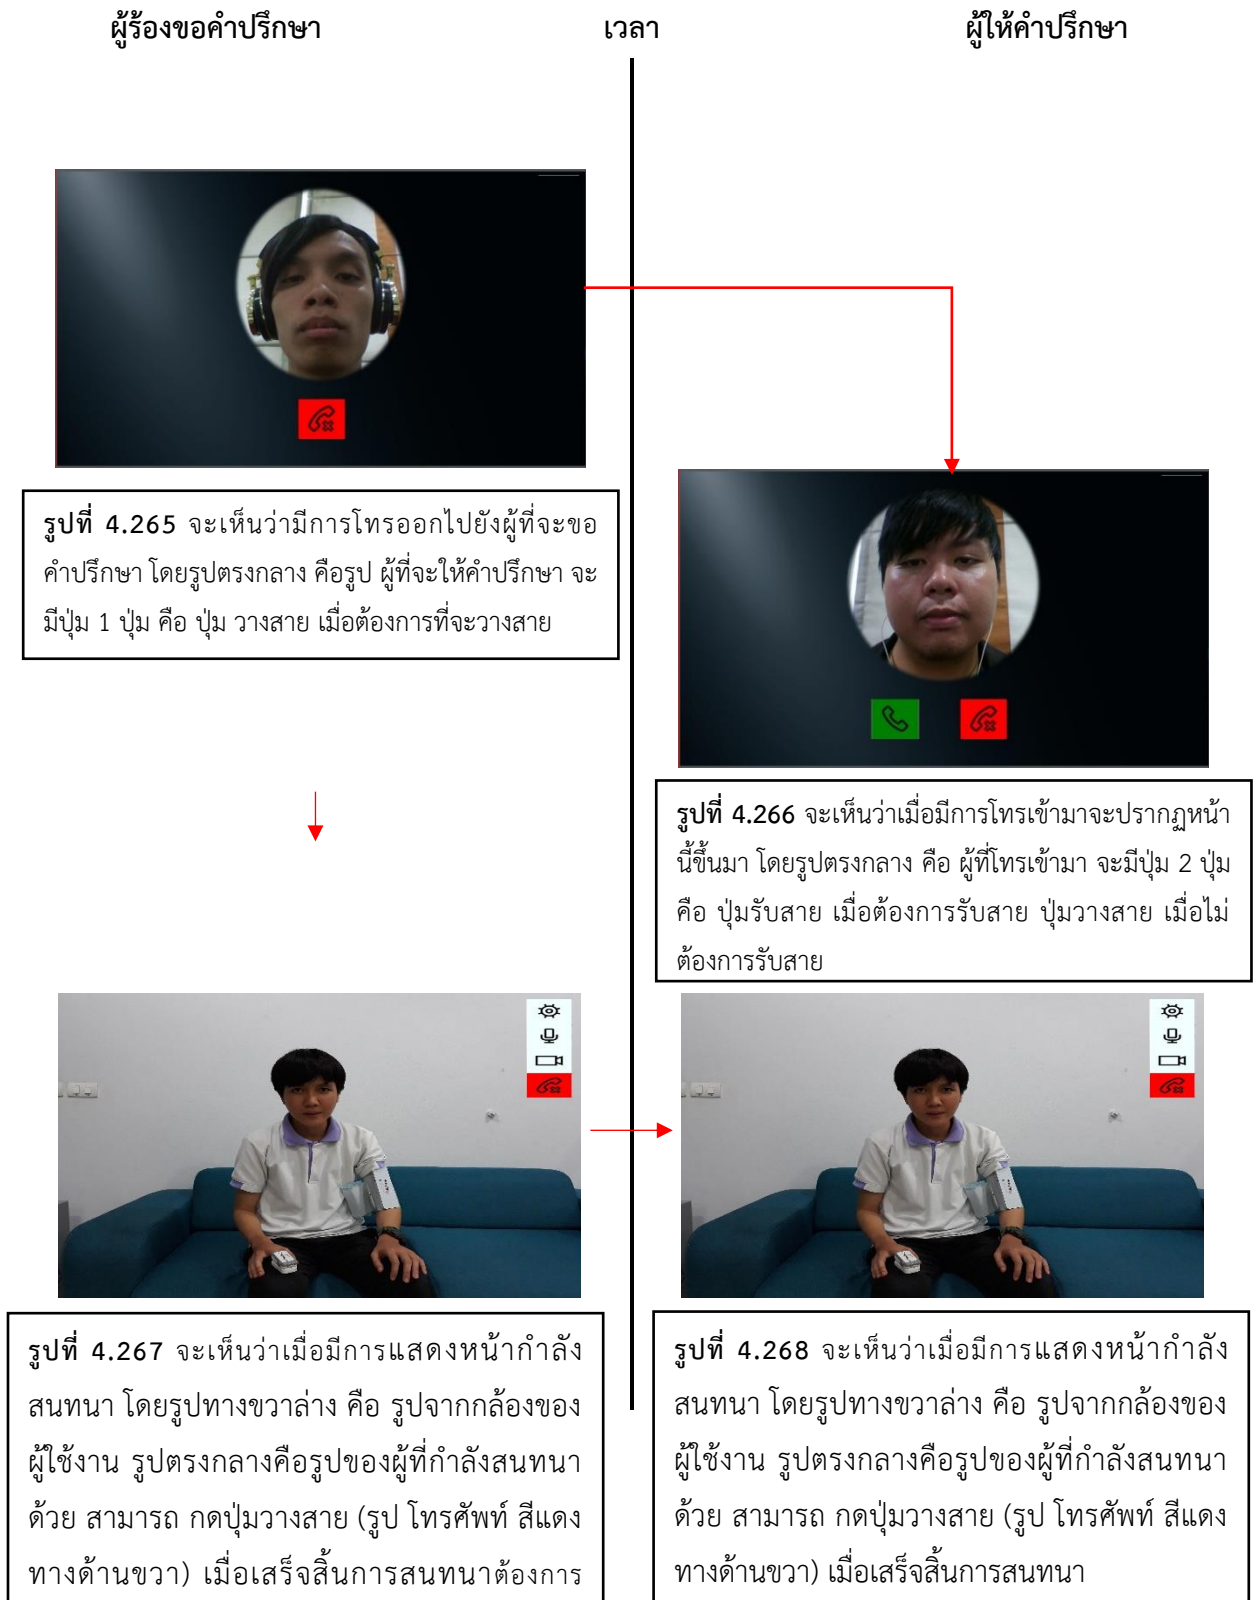 ผู้ร้องขอคำปรึกษา
เวลา
ผู้ให้คำปรึกษา
รูปที่ 4.265 จะเห็นว่ามีการโทรออกไปยังผู้ที่จะขอ
คำปรึกษา โดยรูปตรงกลาง คือรูป ผู้ที่จะให้คำปรึกษา จะ
มีปุ่ม 1 ปุ่ม คือ ปุ่ม วางสาย เมื่อต้องการที่จะวางสาย
รูปที่ 4.266 จะเห็นว่าเมื่อมีการโทรเข้ามาจะปรากฏหน้า
นี้ขึ้นมา โดยรูปตรงกลาง คือ ผู้ที่โทรเข้ามา จะมีปุ่ม 2 ปุ่ม
คือ ปุ่มรับสาย เมื่อต้องการรับสาย ปุ่มวางสาย เมื่อไม่
ต้องการรับสาย
รูปที่ 4.267 จะเห็นว่าเมื่อมีการแสดงหน้ากำลัง
สนทนา โดยรูปทางขวาล่าง คือ รูปจากกล้องของ
ผู้ใช้งาน รูปตรงกลางคือรูปของผู้ที่กำลังสนทนา
ด้วย สามารถ กดปุ่มวางสาย (รูป โทรศัพท์ สีแดง
ทางด้านขวา) เมื่อเสร็จสิ้นการสนทนาต้องการ
รูปที่ 4.268 จะเห็นว่าเมื่อมีการแสดงหน้ากำลัง
สนทนา โดยรูปทางขวาล่าง คือ รูปจากกล้องของ
ผู้ใช้งาน รูปตรงกลางคือรูปของผู้ที่กำลังสนทนา
ด้วย สามารถ กดปุ่มวางสาย (รูป โทรศัพท์ สีแดง
ทางด้านขวา) เมื่อเสร็จสิ้นการสนทนา